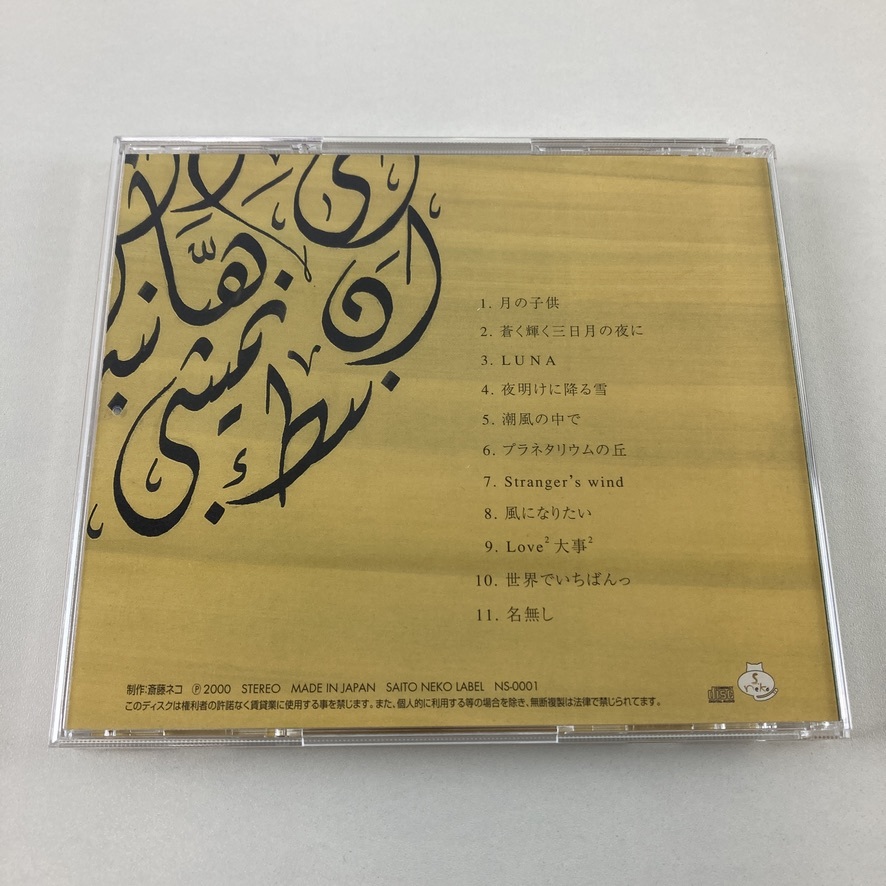 1. 月の子供
2. 蒼く輝く三日月の夜に
3. LUNA
4. 夜明けに降る雪
5. 潮風の中で
6. プラネタリウムの丘
7. Stranger's wind
8. 風になりたい
9. Love² 大事²
10. 世界でいちばんっ
11. 名無し
制作:斎藤ネコ Ⓟ2000 STEREO MADE IN JAPAN SAITO NEKO LABEL NS-0001
このディスクは権利者の許諾なく賃貸業に使用する事を禁じます。また、個人的に利用する等の場合を除き、無断複製は法律で禁じられてます。
disc
DIGITAL AUDIO
S.
neko